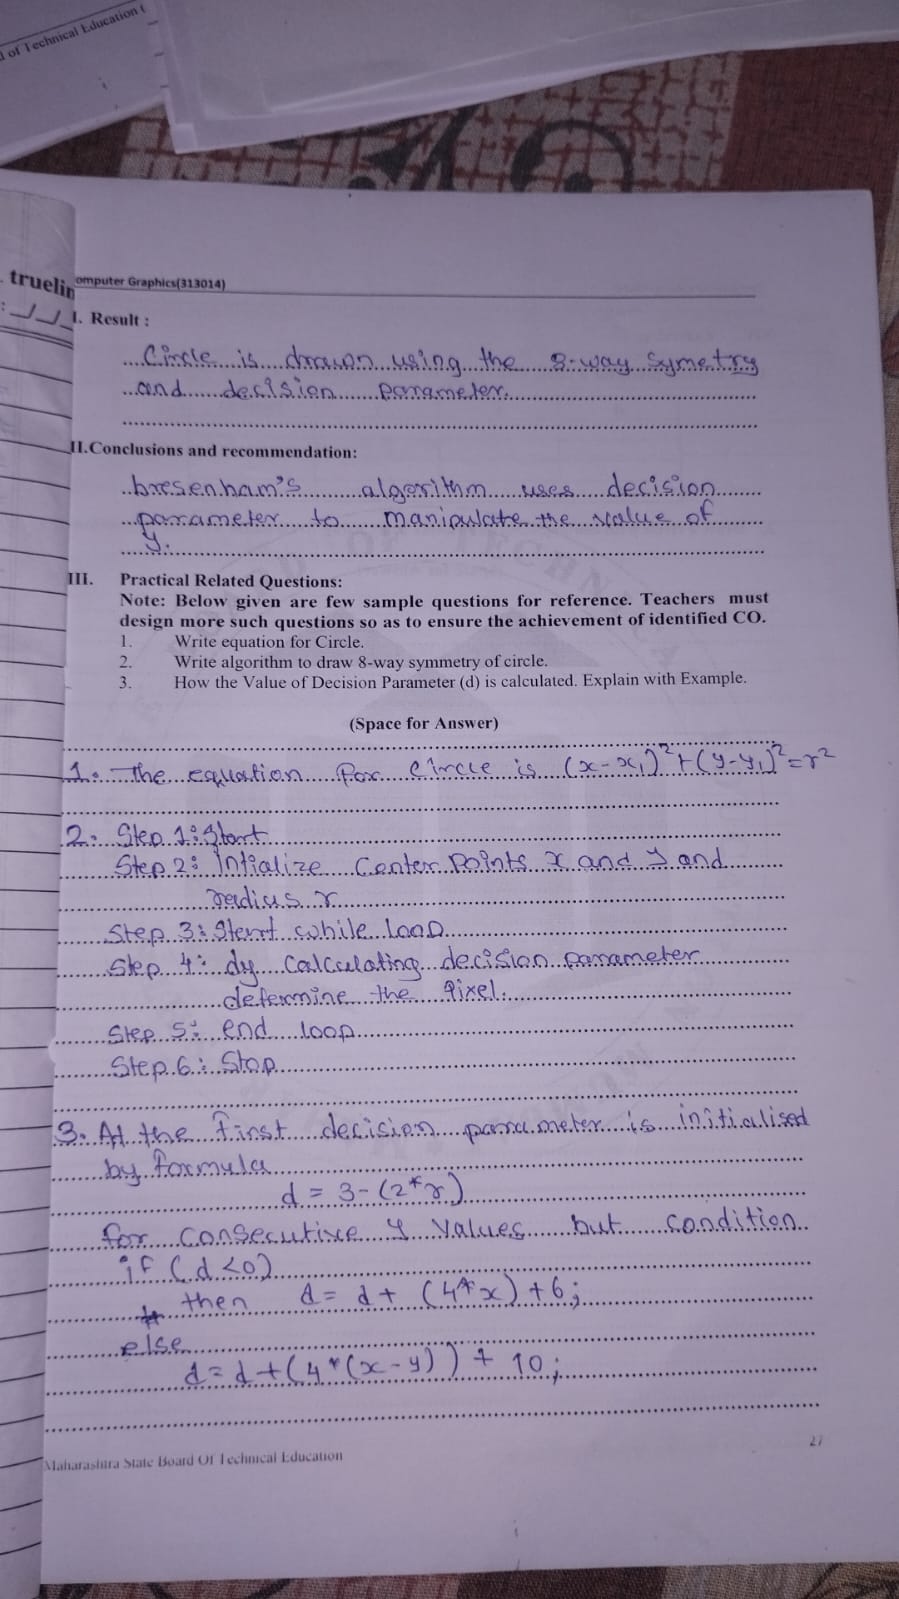 l of Technical Education
truelin
omputer Graphics(313014)
I. Result :
Circle is drawn using the 8-way Symetry
and decision parameter.
II.Conclusions and recommendation:
bresenham's algorithm uses decision
parameter to manipulate the value of
y.
III. Practical Related Questions:
Note: Below given are few sample questions for reference. Teachers must
design more such questions so as to ensure the achievement of identified CO.
1. Write equation for Circle.
2. Write algorithm to draw 8-way symmetry of circle.
3. How the Value of Decision Parameter (d) is calculated. Explain with Example.
(Space for Answer)
1. The equation for circle is (x-x₁)²+(y-y₁)²=r²
2. Step 1: Start
Step 2: Intialize Center Points x and y and
radius r
Step 3: Start while loop
Step 4: dy Calculating decision parameter
determine the Pixel.
Step 5: end loop
Step 6: Stop
3. At the first decision parameter is initialised
by formula
d = 3-(2*r)
for Consecutive y values but condition
if (d<0)
then d = d + (4*x)+6;
else
d=d+(4*(x-y))+10;
27
Maharashtra State Board Of Technical Education